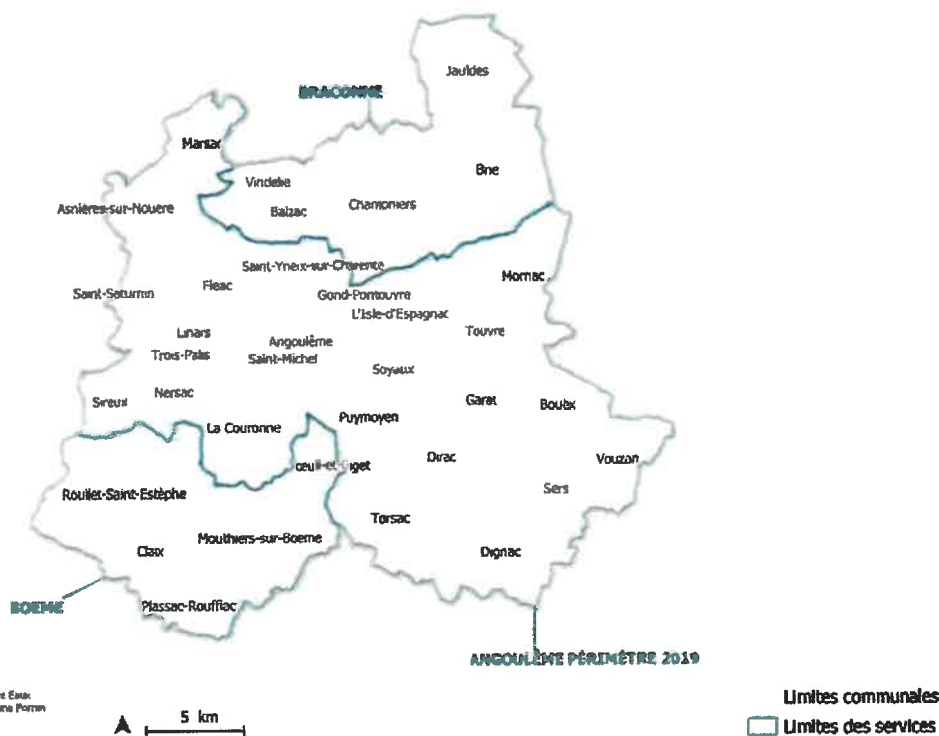 Jauldes
BRACONNE
Marsac
Brie
Vindelle
Asnières-sur-Nouère
Balzac
Champniers
Saint-Yrieix-sur-Charente
Mornac
Fléac
Saint-Saturnin
Gond-Pontouvre
L'Isle-d'Espagnac
Linars
Touvre
Angoulême
Trois-Palis
Saint-Michel
Soyaux
Nersac
Sireuil
Garat
Bouëx
Puymoyen
La Couronne
Dirac
Vouzan
Sers
Roullet-Saint-Estèphe
Torsac
Mouthiers-sur-Boëme
Claix
Dignac
BOEME
Plassac-Rouffiac
ANGOULÊME PÉRIMÈTRE 2019
Limites communales
5 km
Limites des services